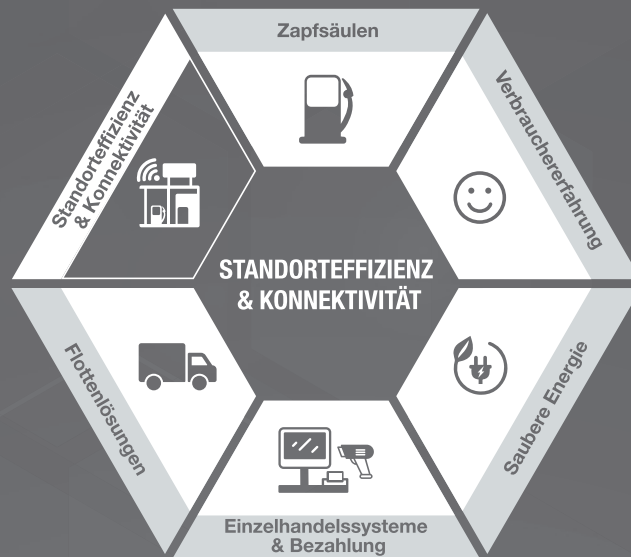 Zapfsäulen
Standorteffizienz
& Konnektivität
Verbrauchererfahrung
STANDORTEFFIZIENZ
& KONNEKTIVITÄT
Flottenlösungen
Saubere Energie
Einzelhandelssysteme
& Bezahlung